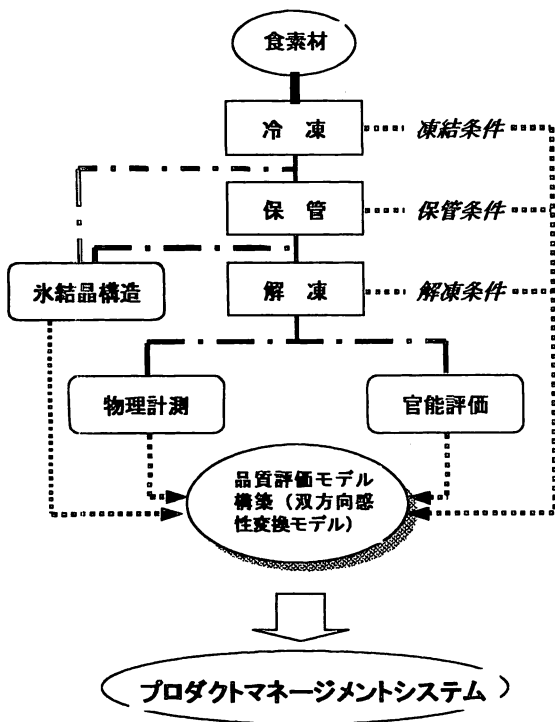 食素材
冷 凍
凍結条件
保 管
保管条件
氷結晶構造
解 凍
解凍条件
物理計測
官能評価
品質評価モデル
構築（双方向感
性変換モデル）
プロダクトマネージメントシステム